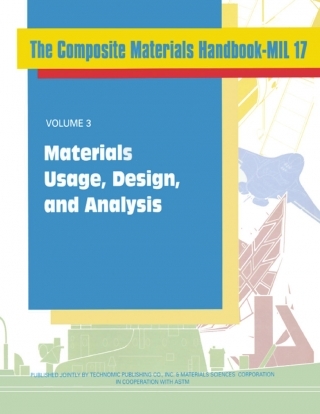 The Composite Materials Handbook-MIL 17
VOLUME 3
Materials
Usage, Design,
and Analysis
PUBLISHED JOINTLY BY TECHNOMIC PUBLISHING CO., INC. & MATERIALS SCIENCES CORPORATION
IN COOPERATION WITH ASTM